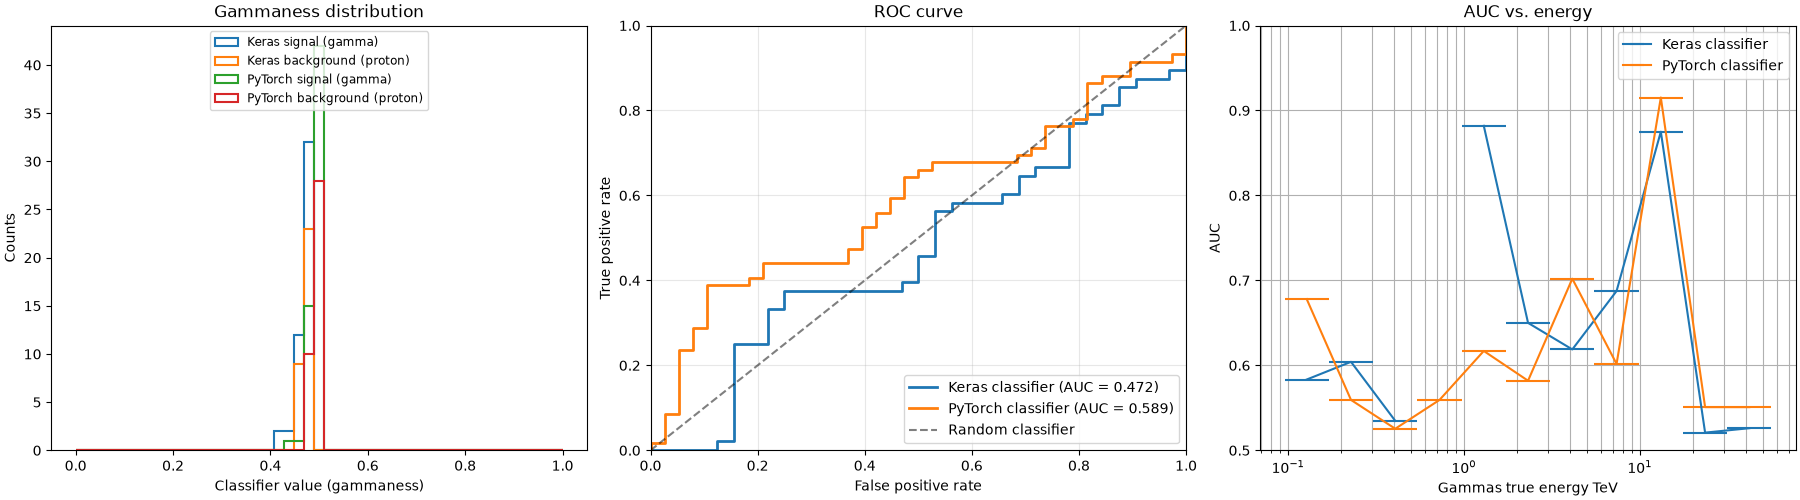 Gammaness distribution
Keras signal (gamma)
Keras background (proton)
PyTorch signal (gamma)
PyTorch background (proton)
Counts
40
35
30
25
20
15
10
5
0
0.0 0.2 0.4 0.6 0.8 1.0
Classifier value (gammaness)
ROC curve
True positive rate
1.0
0.8
0.6
0.4
0.2
0.0
Keras classifier (AUC = 0.472)
PyTorch classifier (AUC = 0.589)
Random classifier
0.0 0.2 0.4 0.6 0.8 1.0
False positive rate
AUC vs. energy
Keras classifier
PyTorch classifier
AUC
1.0
0.9
0.8
0.7
0.6
0.5
10⁻¹ 10⁰ 10¹
Gammas true energy TeV